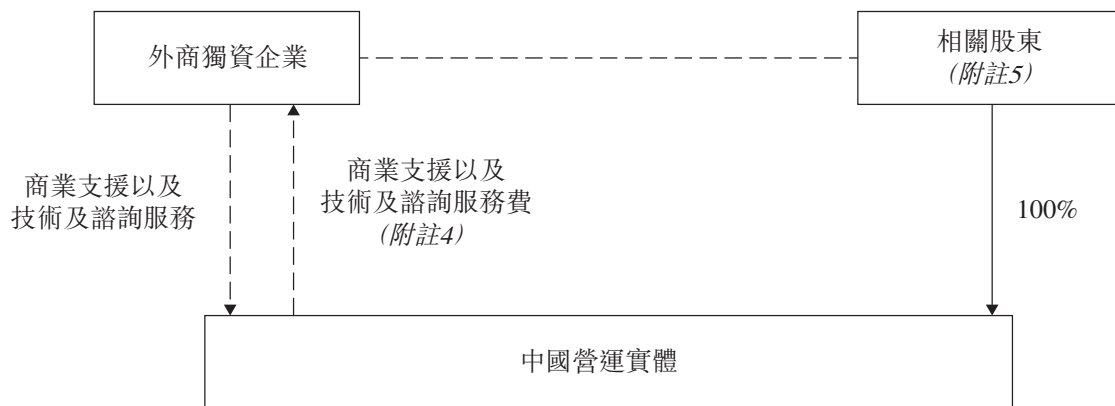 外商獨資企業
相關股東
(附註5)
商業支援以及
技術及諮詢服務
商業支援以及
技術及諮詢服務費
(附註4)
100%
中國營運實體